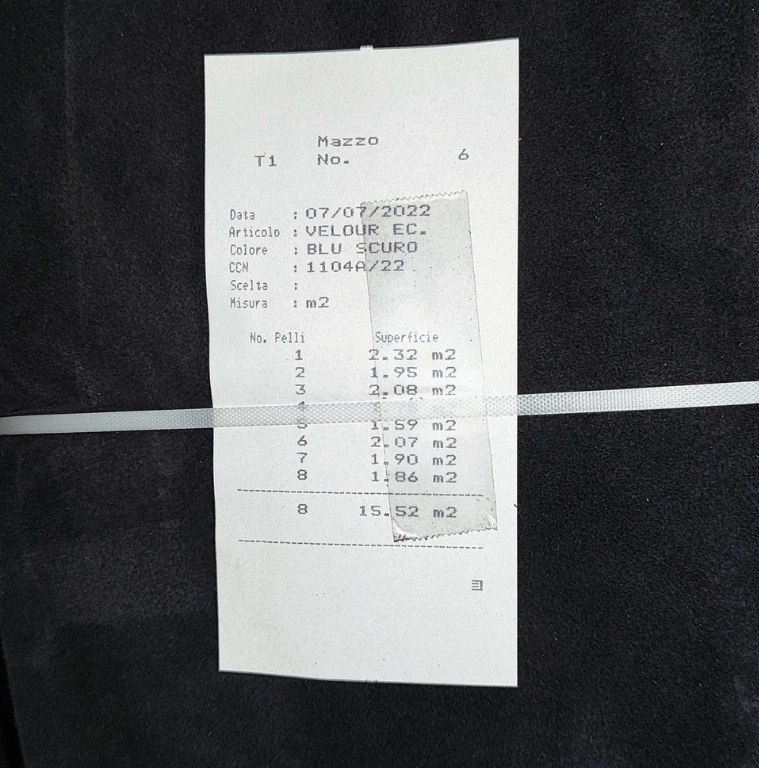 Mazzo
T1 No. 6
Data : 07/07/2022
Articolo : VELOUR EC.
Colore : BLU SCURO
CCN : 1104A/22
Scelta :
Misura : m2
No. Pelli Superficie
1 2.32 m2
2 1.95 m2
3 2.08 m2
4
5 1.59 m2
6 2.07 m2
7 1.90 m2
8 1.86 m2
8 15.52 m2